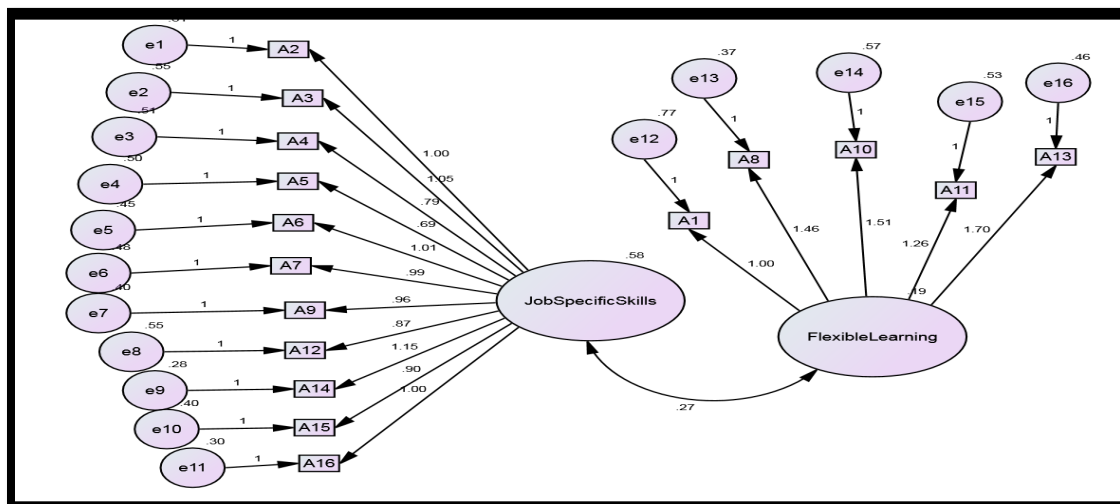 e1
1
A2
.55
e2
1
A3
.51
e3
1
A4
.50
e4
1
A5
.45
e5
1
A6
.48
e6
1
A7
.40
e7
1
A9
.55
e8
1
A12
.28
e9
1
A14
.40
e10
1
A15
.30
e11
1
A16
1.00
1.05
.79
.69
1.01
.99
.96
.87
1.15
.90
1.00
.58
JobSpecificSkills
.27
.77
e12
1
A1
.37
e13
1
A8
.57
e14
1
A10
.53
e15
1
A11
.46
e16
1
A13
1.00
1.46
1.51
1.26
1.70
.19
FlexibleLearning